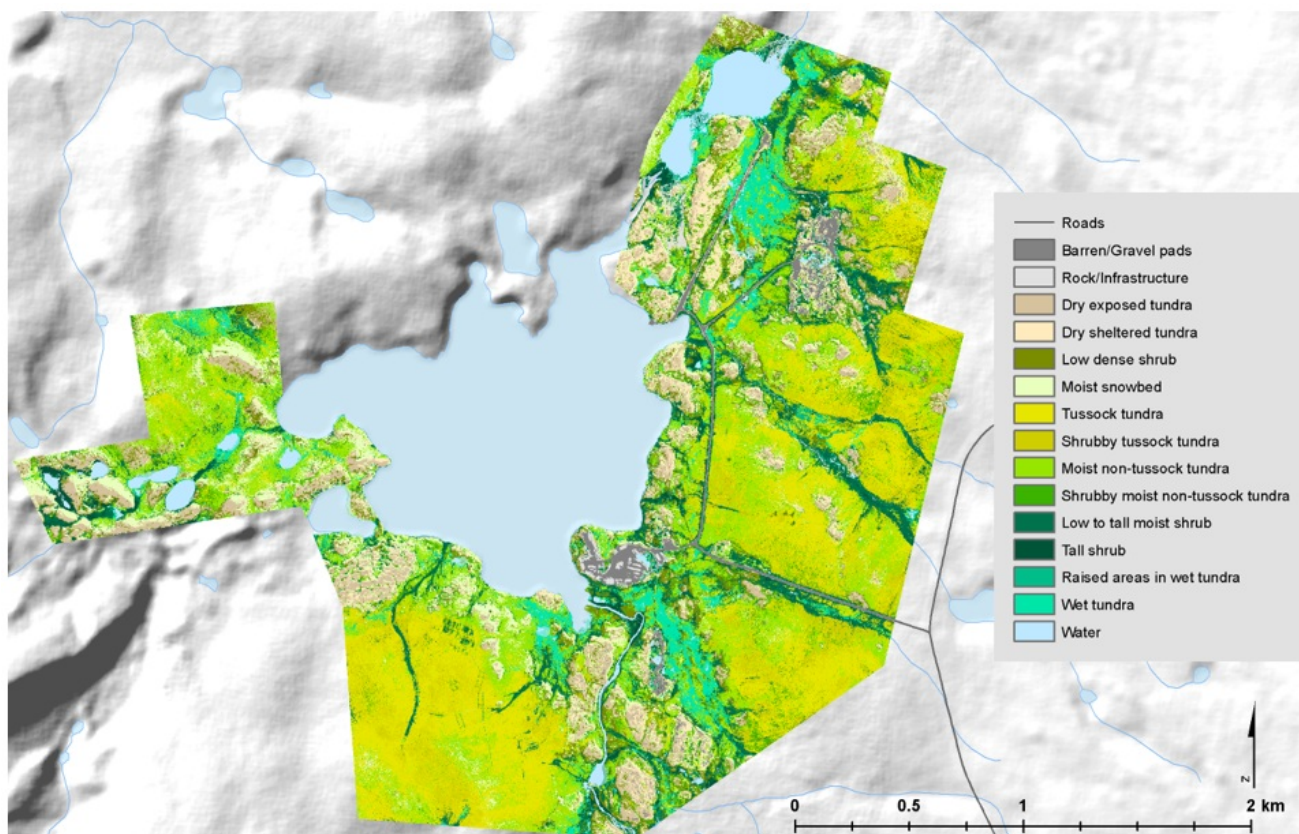 Roads
Barren/Gravel pads
Rock/Infrastructure
Dry exposed tundra
Dry sheltered tundra
Low dense shrub
Moist snowbed
Tussock tundra
Shrubby tussock tundra
Moist non-tussock tundra
Shrubby moist non-tussock tundra
Low to tall moist shrub
Tall shrub
Raised areas in wet tundra
Wet tundra
Water
N
0 0.5 1 2 km